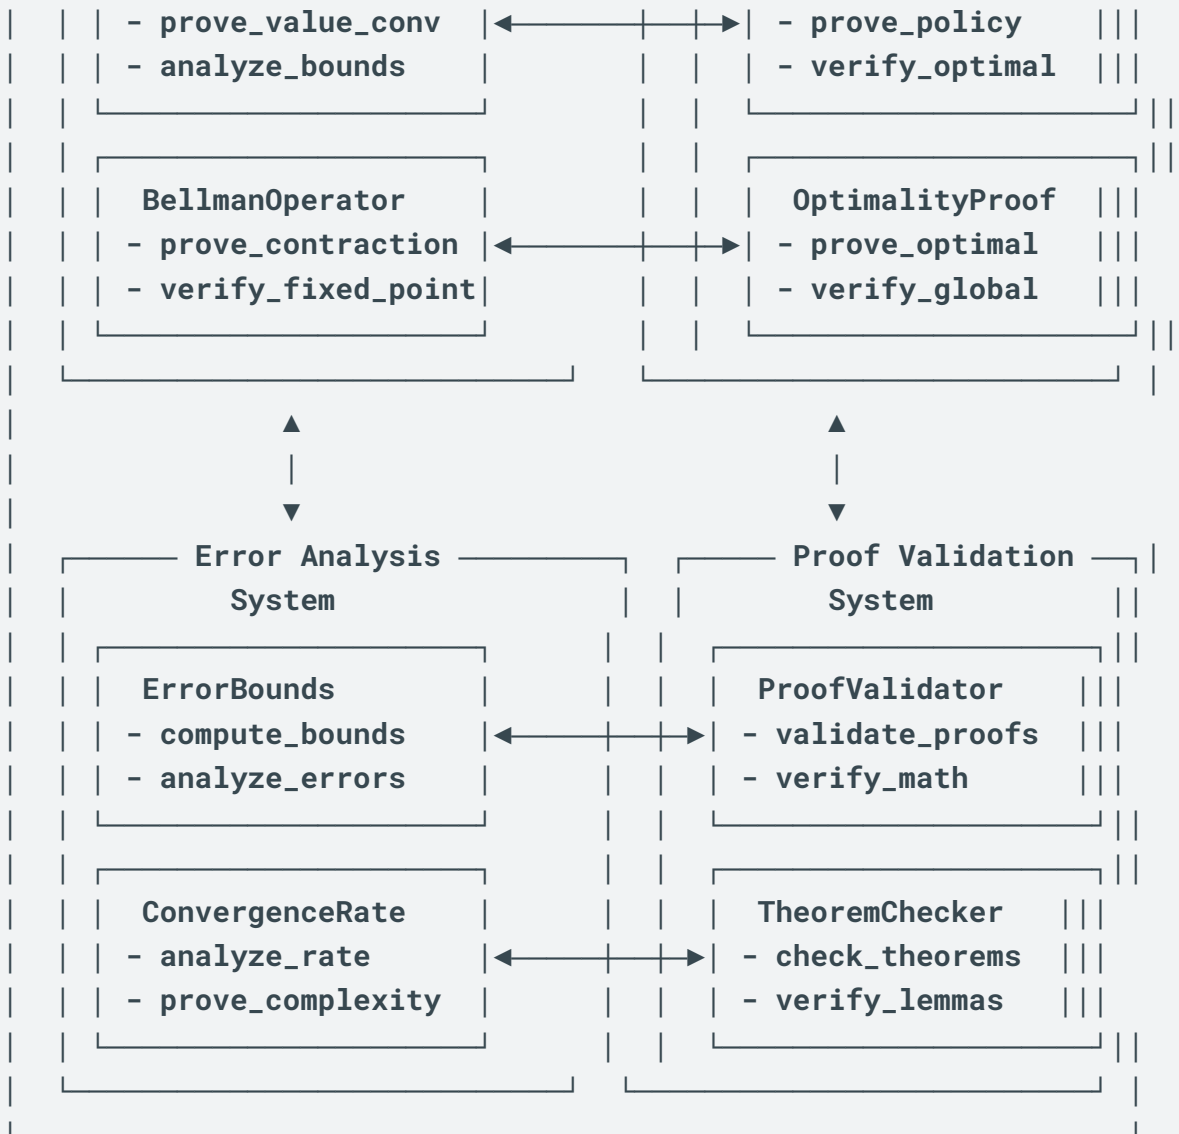 - prove_value_conv
- prove_policy
- analyze_bounds
- verify_optimal
BellmanOperator
OptimalityProof
- prove_contraction
- prove_optimal
- verify_fixed_point
- verify_global
Error Analysis
Proof Validation
System
System
ErrorBounds
ProofValidator
- compute_bounds
- validate_proofs
- analyze_errors
- verify_math
ConvergenceRate
TheoremChecker
- analyze_rate
- check_theorems
- prove_complexity
- verify_lemmas